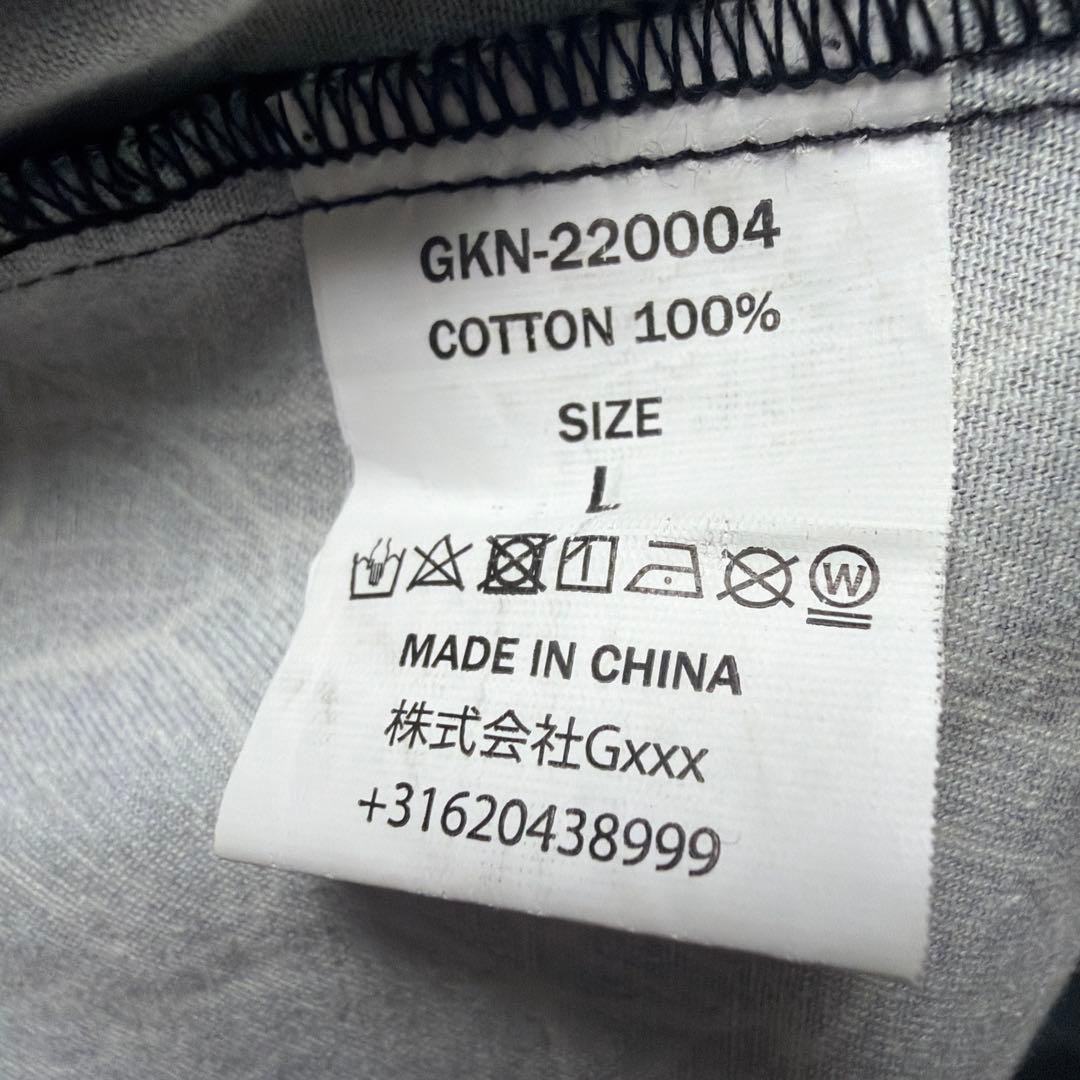 GKN-220004
COTTON 100%
SIZE
L
W
MADE IN CHINA
株式会社Gxxx
+31620438999